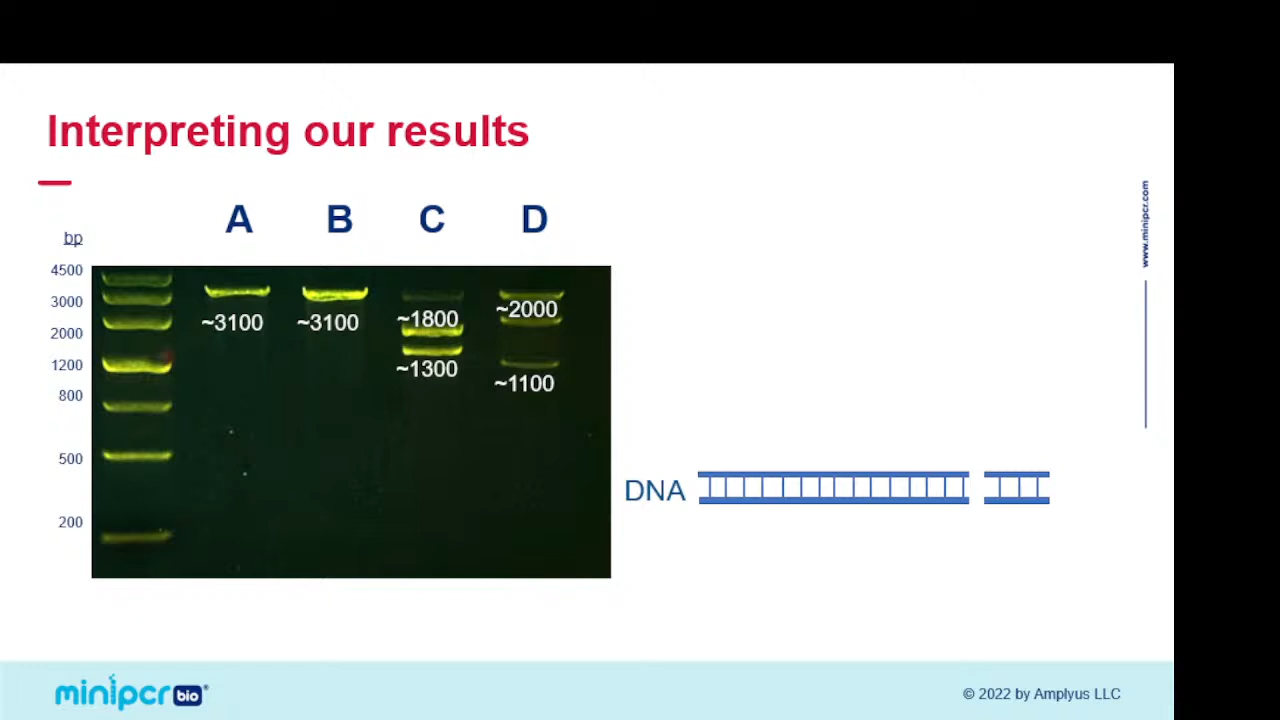 Interpreting our results
A B C D
bp
4500
3000
2000
1200
800
500
200
~3100 ~3100 ~1800 ~2000
~1300 ~1100
DNA
www.minipcr.com
minipcr bio®
© 2022 by Amplyus LLC